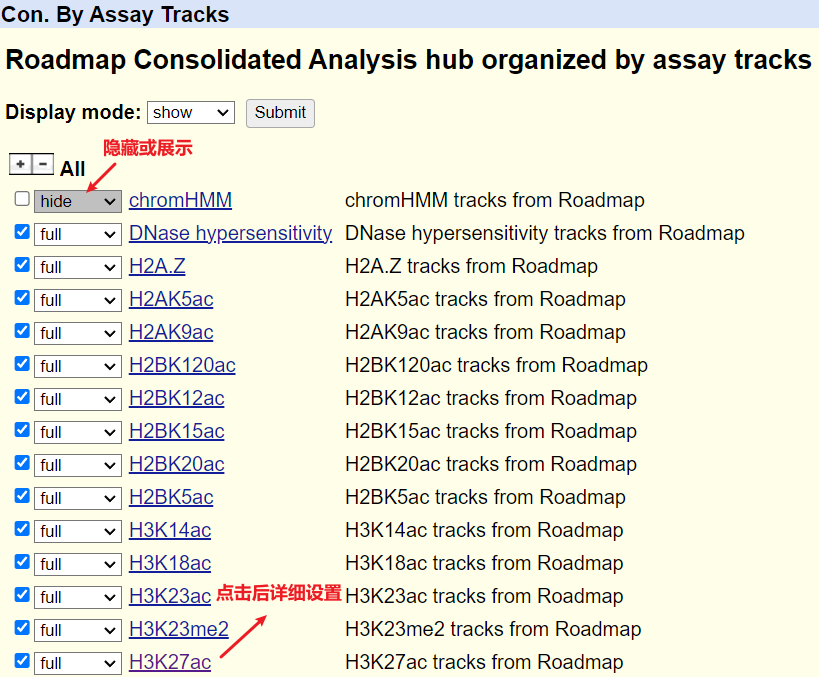 Con. By Assay Tracks
Roadmap Consolidated Analysis hub organized by assay tracks
Display mode: show Submit
隐藏或展示
+ - All
hide chromHMM chromHMM tracks from Roadmap
full DNase hypersensitivity DNase hypersensitivity tracks from Roadmap
full H2A.Z H2A.Z tracks from Roadmap
full H2AK5ac H2AK5ac tracks from Roadmap
full H2AK9ac H2AK9ac tracks from Roadmap
full H2BK120ac H2BK120ac tracks from Roadmap
full H2BK12ac H2BK12ac tracks from Roadmap
full H2BK15ac H2BK15ac tracks from Roadmap
full H2BK20ac H2BK20ac tracks from Roadmap
full H2BK5ac H2BK5ac tracks from Roadmap
full H3K14ac H3K14ac tracks from Roadmap
full H3K18ac H3K18ac tracks from Roadmap
full H3K23ac 点击后详细设置 H3K23ac tracks from Roadmap
full H3K23me2 H3K23me2 tracks from Roadmap
full H3K27ac H3K27ac tracks from Roadmap